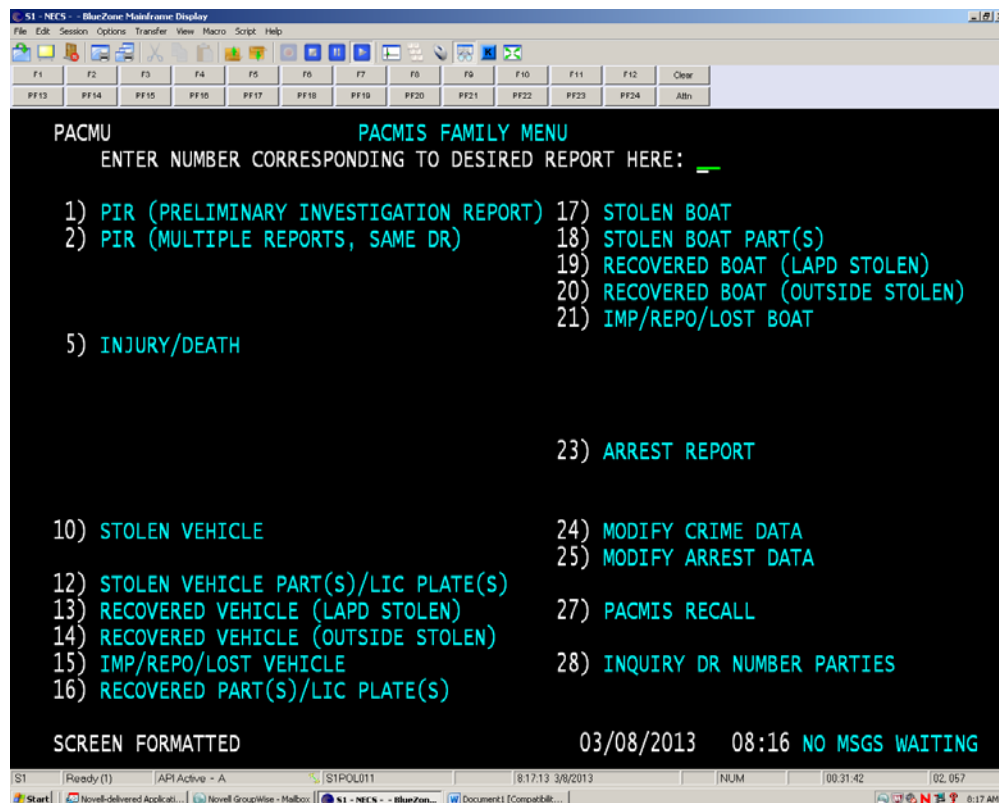 S1 - NECS - - BlueZone Mainframe Display
File Edit Session Options Transfer View Macro Script Help
F1 F2 F3 F4 F5 F6 F7 F8 F9 F10 F11 F12 Clear
PF13 PF14 PF15 PF16 PF17 PF18 PF19 PF20 PF21 PF22 PF23 PF24 Attn
PACMU PACMIS FAMILY MENU
ENTER NUMBER CORRESPONDING TO DESIRED REPORT HERE: __
1) PIR (PRELIMINARY INVESTIGATION REPORT) 17) STOLEN BOAT
2) PIR (MULTIPLE REPORTS, SAME DR) 18) STOLEN BOAT PART(S)
19) RECOVERED BOAT (LAPD STOLEN)
20) RECOVERED BOAT (OUTSIDE STOLEN)
21) IMP/REPO/LOST BOAT
5) INJURY/DEATH
23) ARREST REPORT
10) STOLEN VEHICLE 24) MODIFY CRIME DATA
25) MODIFY ARREST DATA
12) STOLEN VEHICLE PART(S)/LIC PLATE(S)
13) RECOVERED VEHICLE (LAPD STOLEN) 27) PACMIS RECALL
14) RECOVERED VEHICLE (OUTSIDE STOLEN)
15) IMP/REPO/LOST VEHICLE 28) INQUIRY DR NUMBER PARTIES
16) RECOVERED PART(S)/LIC PLATE(S)
SCREEN FORMATTED 03/08/2013 08:16 NO MSGS WAITING
S1 Ready (1) API Active - A S1POL011 8:17:13 3/8/2013 NUM 00:31:42 02, 057
Start Novell-delivered Applicati... Novell GroupWise - Mailbox S1 - NECS - - BlueZon... Document1 [Compatibilit... 8:17 AM